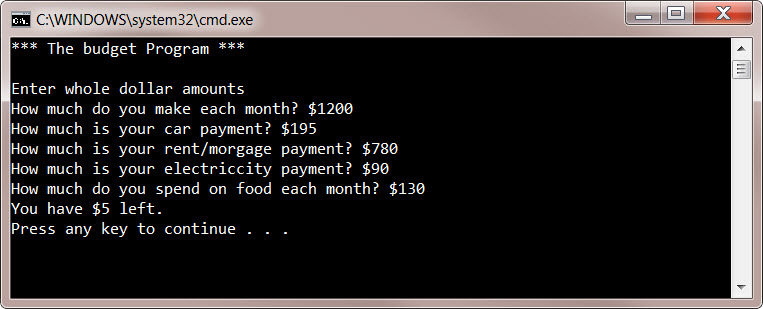 C:\WINDOWS\system32\cmd.exe
*** The budget Program ***
Enter whole dollar amounts
How much do you make each month? $1200
How much is your car payment? $195
How much is your rent/morgage payment? $780
How much is your electriccity payment? $90
How much do you spend on food each month? $130
You have $5 left.
Press any key to continue . . .